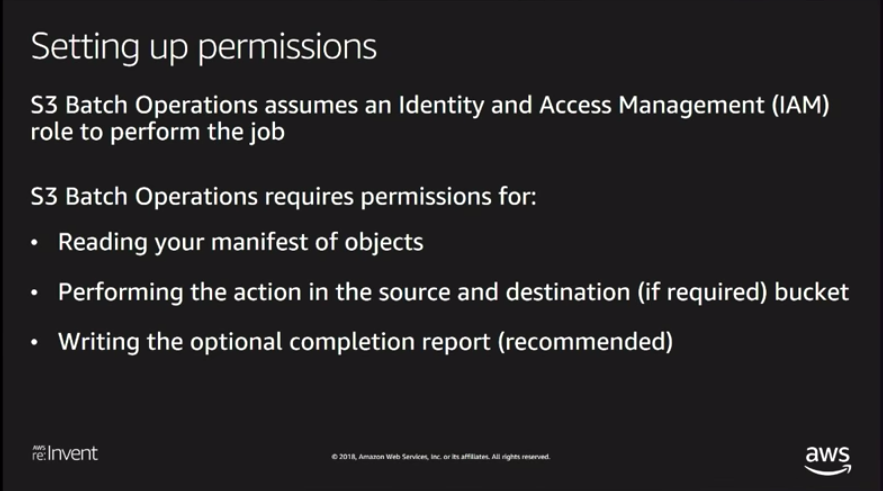 Setting up permissions
S3 Batch Operations assumes an Identity and Access Management (IAM)
role to perform the job
S3 Batch Operations requires permissions for:
• Reading your manifest of objects
• Performing the action in the source and destination (if required) bucket
• Writing the optional completion report (recommended)
AWS
re:Invent
© 2018, Amazon Web Services, Inc. or its affiliates. All rights reserved.
aws